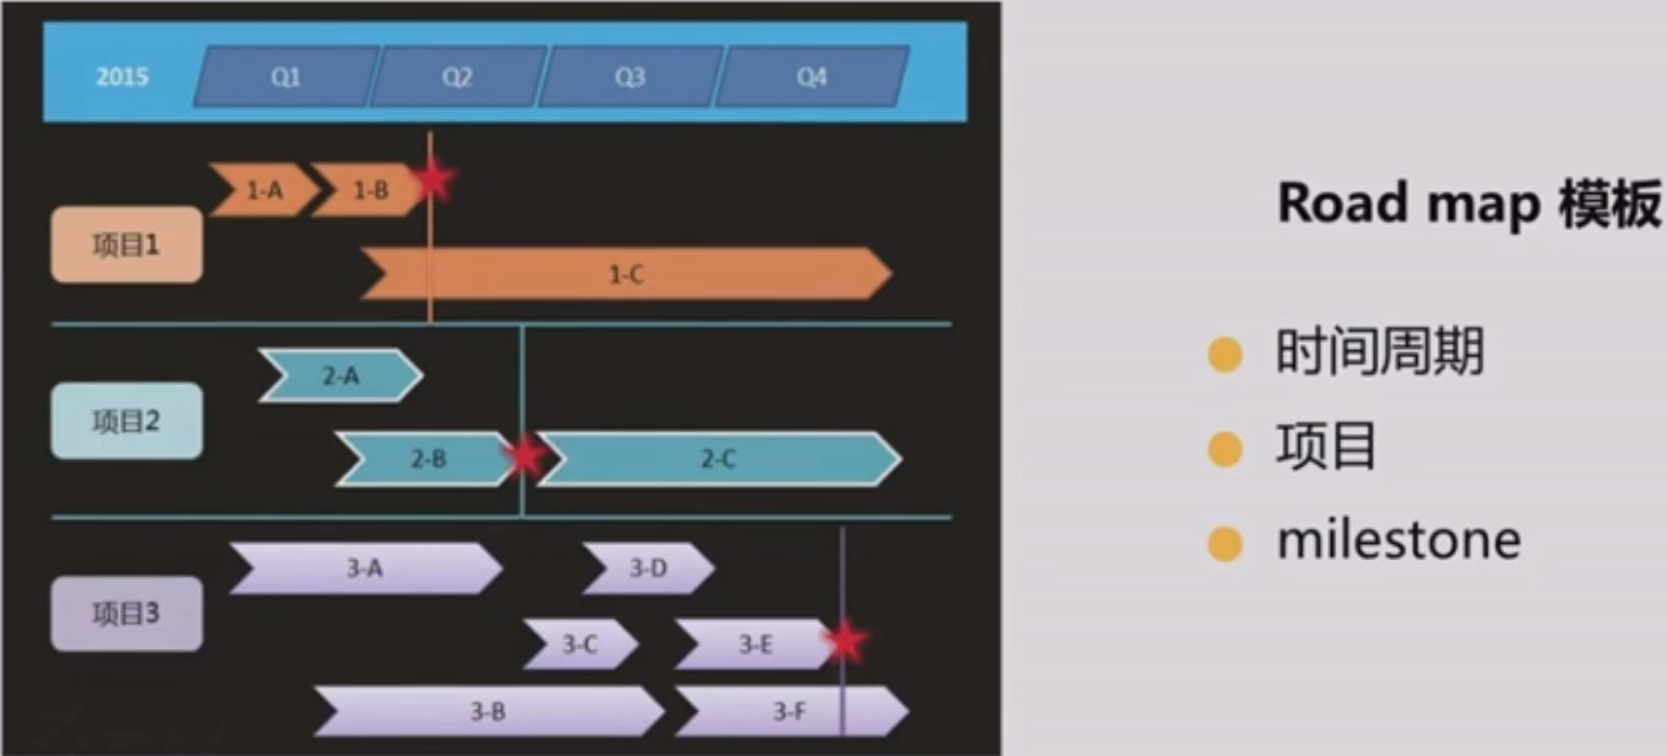 2015 Q1 Q2 Q3 Q4
1-A 1-B
项目1
1-C
2-A
项目2
2-B 2-C
3-A 3-D
项目3
3-C 3-E
3-B 3-F
Road map 模板
时间周期
项目
milestone